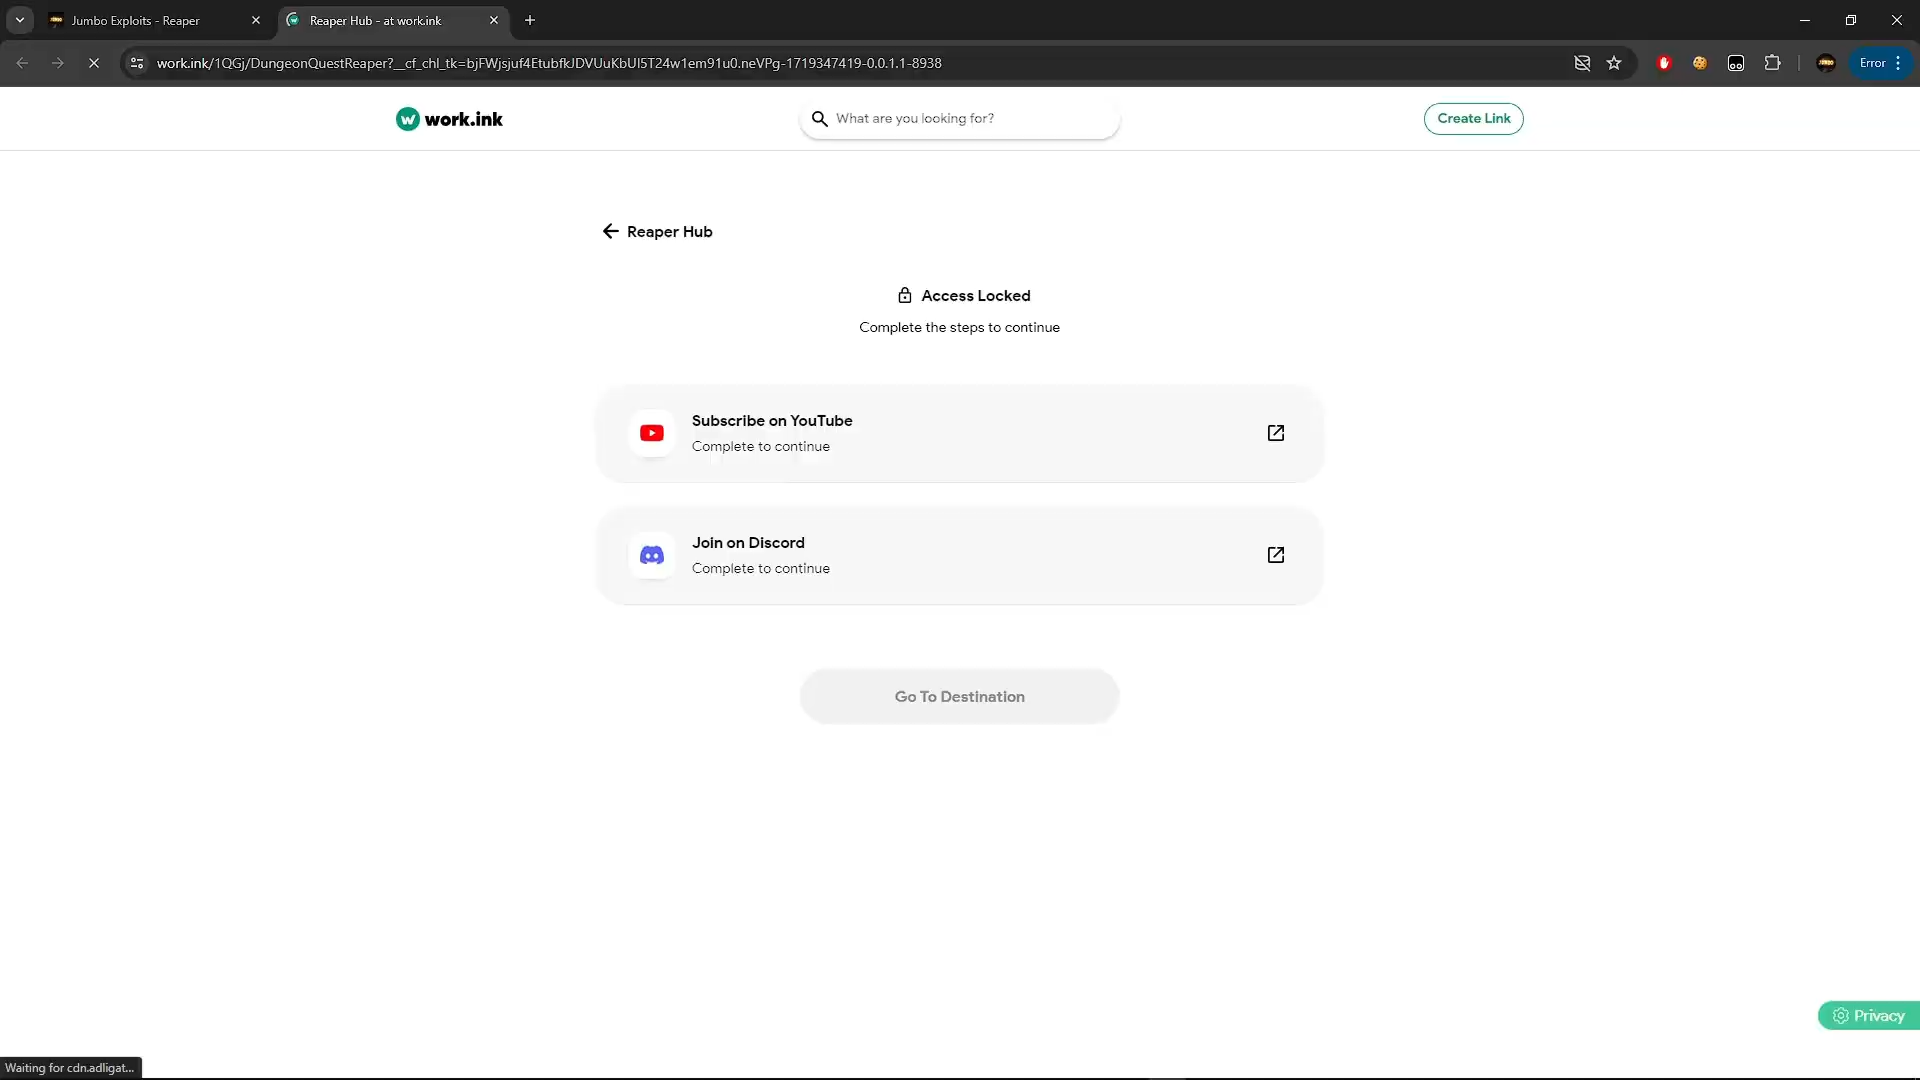 Jumbo Exploits - Reaper
Reaper Hub - at work.ink
work.ink/1QGj/DungeonQuestReaper?__cf_chl_tk=bjFWjsjuf4EtubfkJDVUuKbUl5T24w1em91u0.neVPg-1719347419-0.0.1.1-8938
Error
work.ink
What are you looking for?
Create Link
Reaper Hub
Access Locked
Complete the steps to continue
Subscribe on YouTube
Complete to continue
Join on Discord
Complete to continue
Go To Destination
Privacy
Waiting for cdn.adligat...